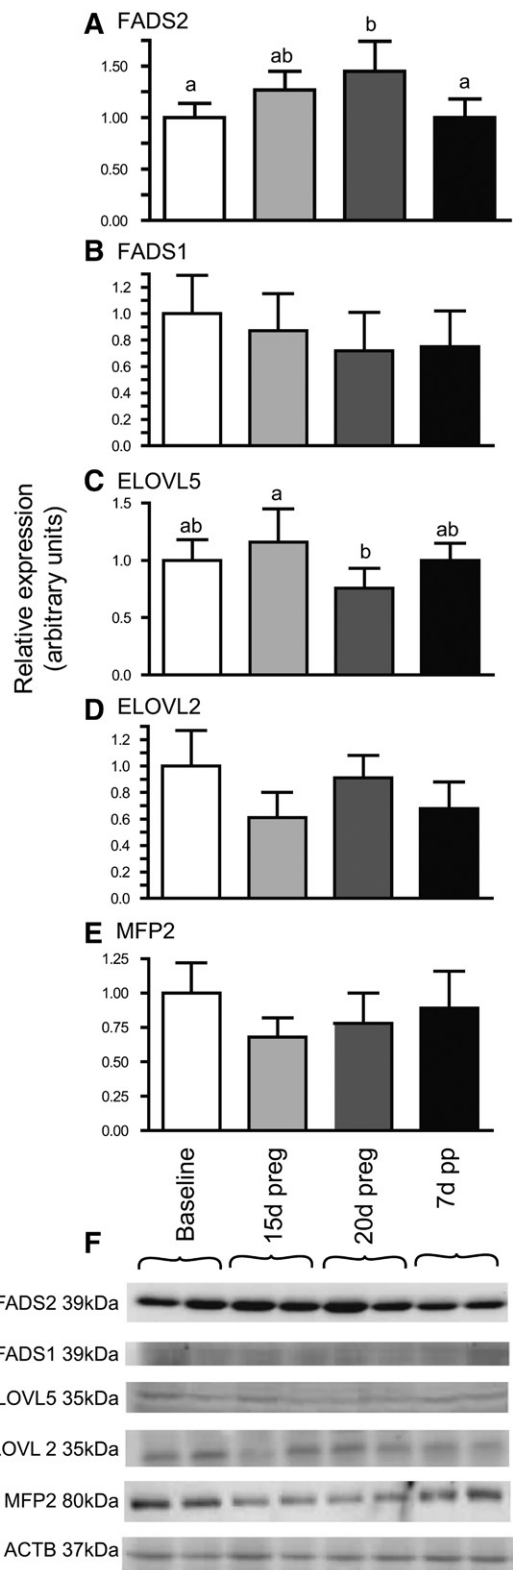 A FADS2
a
ab
b
a
1.50
1.00
0.50
0.00
B FADS1
1.2
1.0
0.8
0.6
0.4
0.2
0.0
Relative expression
(arbitrary units)
C ELOVL5
ab
a
b
ab
1.5
1.0
0.5
0.0
D ELOVL2
1.2
1.0
0.8
0.6
0.4
0.2
0.0
E MFP2
1.25
1.00
0.75
0.50
0.25
0.00
Baseline
15d preg
20d preg
7d pp
F
FADS2 39kDa
FADS1 39kDa
LOVL5 35kDa
OVL 2 35kDa
MFP2 80kDa
ACTB 37kDa